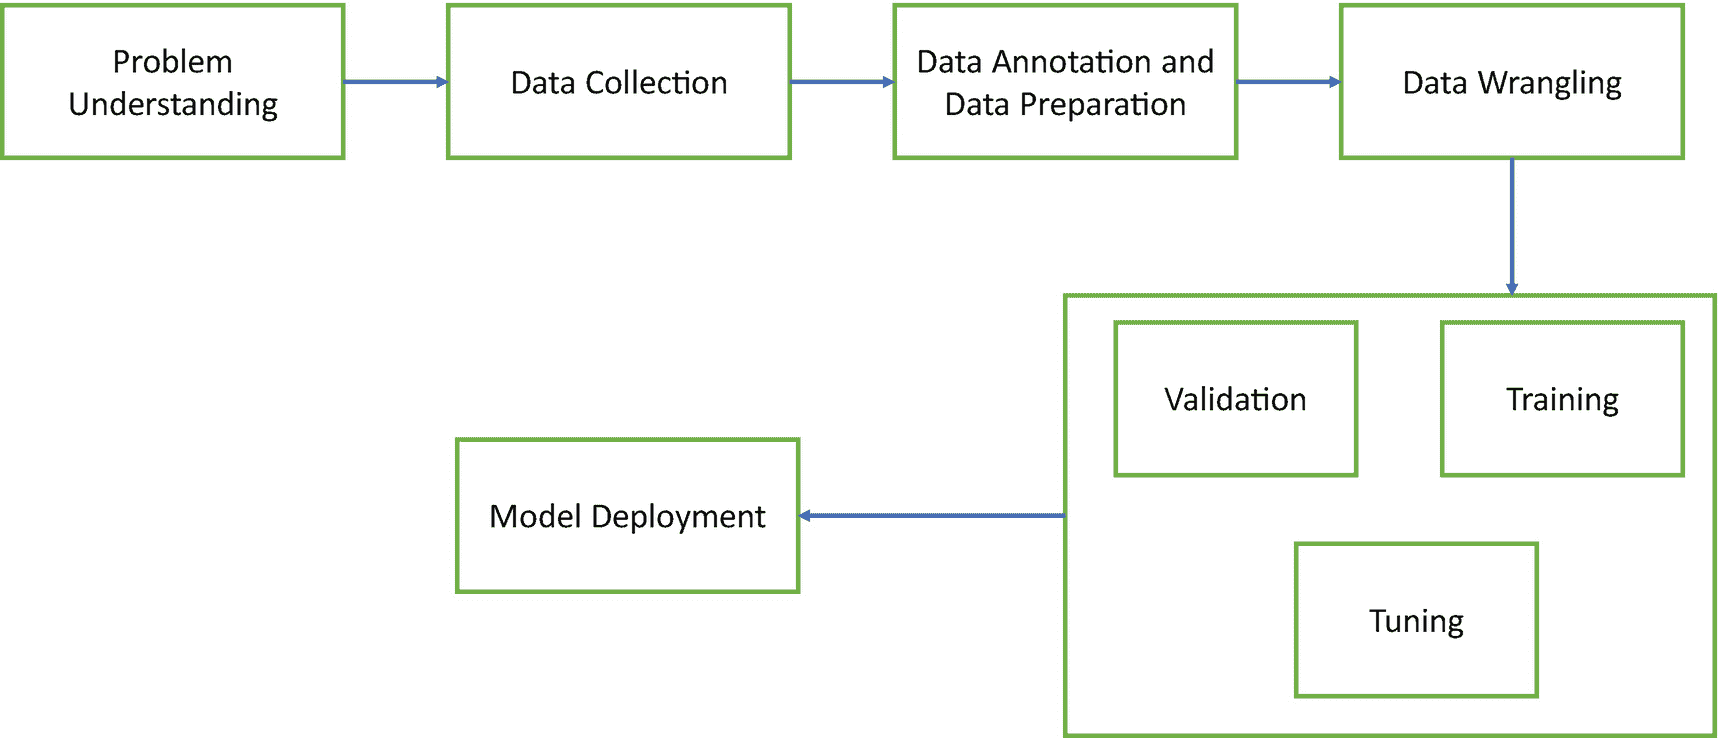 Problem
Understanding
Data Collection
Data Annotation and
Data Preparation
Data Wrangling
Validation
Training
Model Deployment
Tuning